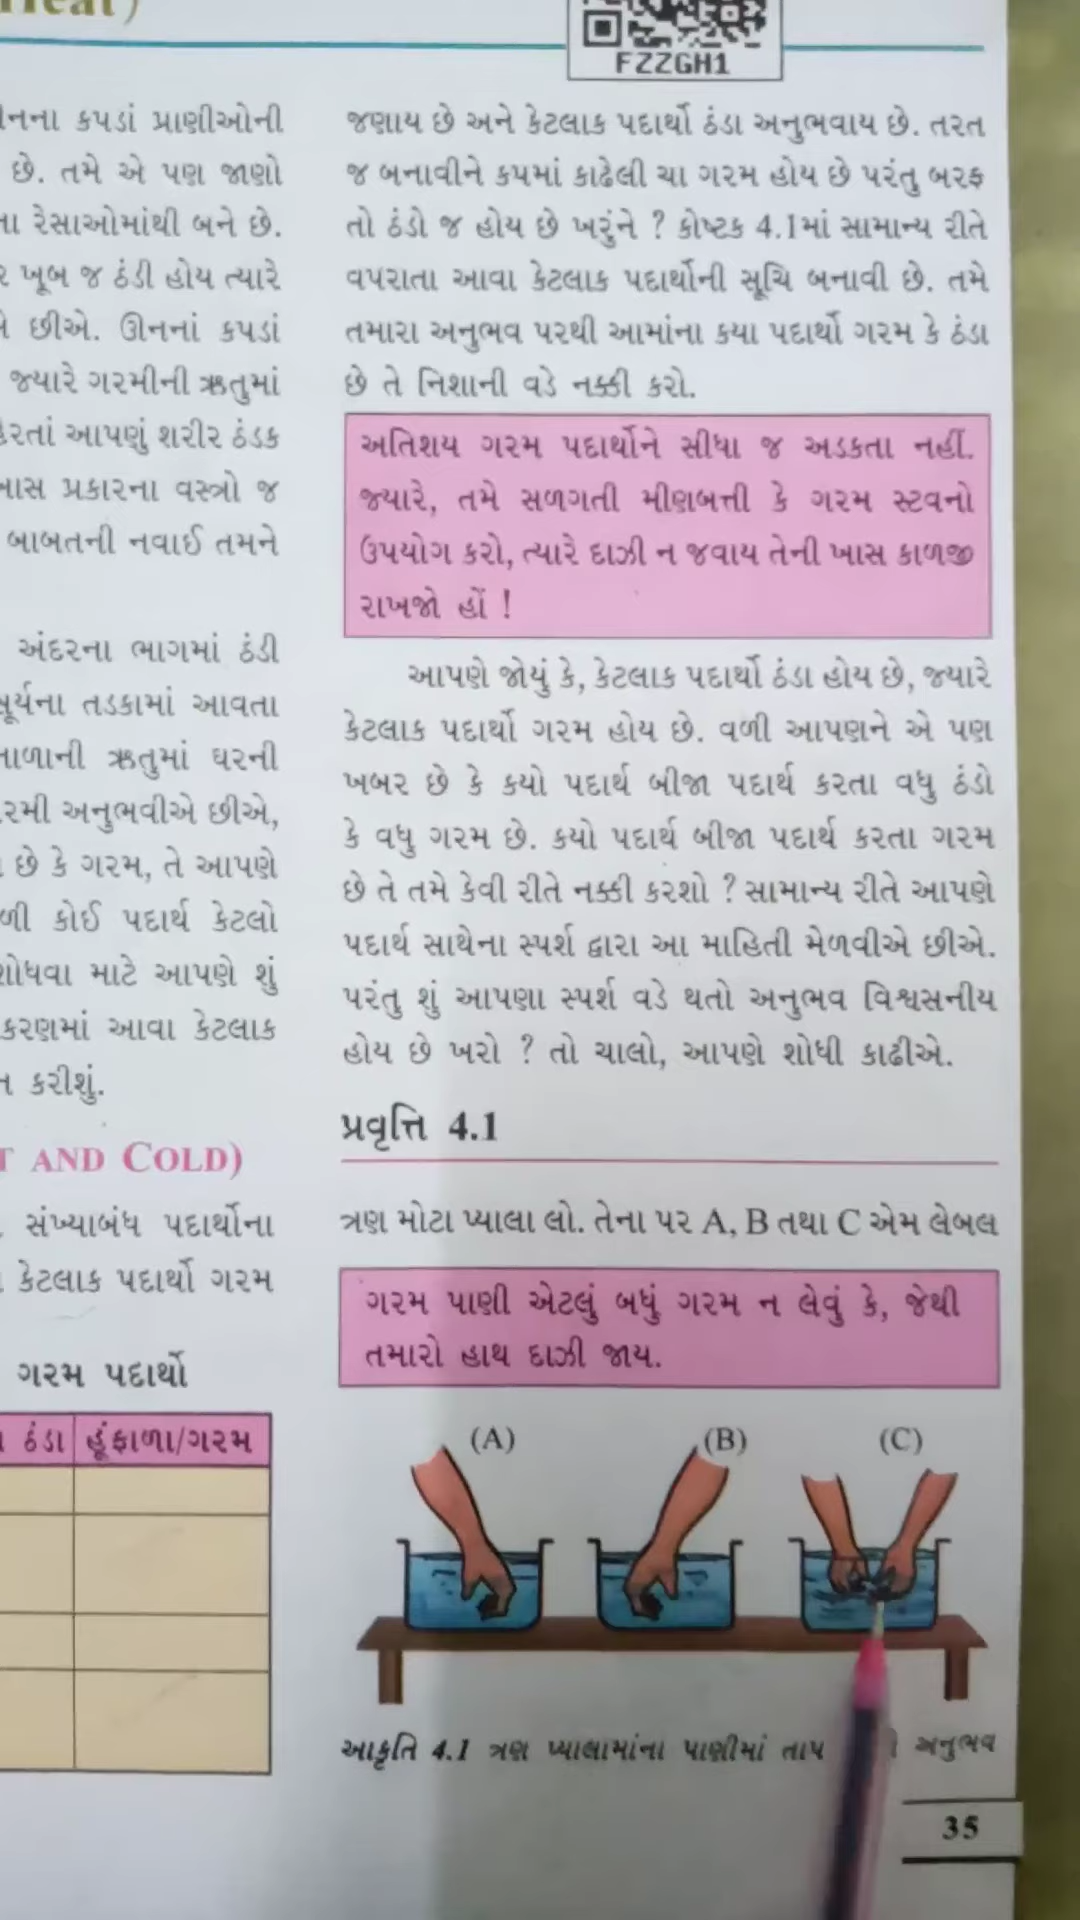 Heat)
FZZGH1
કપડાં પ્રાણીઓની
છે. તમે એ પણ જાણો
રેસાઓમાંથી બને છે.
ખૂબ જ ઠંડી હોય ત્યારે
છીએ. ઊનનાં કપડાં
જ્યારે ગરમીની ઋતુમાં
આપણું શરીર ઠંડક
પ્રકારના વસ્ત્રો જ
બાબતની નવાઈ તમને
અંદરના ભાગમાં ઠંડી
તડકામાં આવતા
ઋતુમાં ઘરની
અનુભવીએ છીએ,
છે કે ગરમ, તે આપણે
કોઈ પદાર્થ કેટલો
માટે આપણે શું
આવા કેટલાક
કરીશું.
AND COLD)
સંખ્યાબંધ પદાર્થોના
કેટલાક પદાર્થો ગરમ
ગરમ પદાર્થો
ઠંડા હૂંફાળા/ગરમ
જણાય છે અને કેટલાક પદાર્થો ઠંડા અનુભવાય છે. તરત
જ બનાવીને કપમાં કાઢેલી ચા ગરમ હોય છે પરંતુ બરફ
તો ઠંડો જ હોય છે ખરુંને ? કોષ્ટક 4.1માં સામાન્ય રીતે
વપરાતા આવા કેટલાક પદાર્થોની સૂચિ બનાવી છે. તમે
તમારા અનુભવ પરથી આમાંના કયા પદાર્થો ગરમ કે ઠંડા
છે તે નિશાની વડે નક્કી કરો.
અતિશય ગરમ પદાર્થોને સીધા જ અડકતા નહીં.
જ્યારે, તમે સળગતી મીણબત્તી કે ગરમ સ્ટવનો
ઉપયોગ કરો, ત્યારે દાઝી ન જવાય તેની ખાસ કાળજી
રાખજો હોં !
આપણે જોયું કે, કેટલાક પદાર્થો ઠંડા હોય છે, જ્યારે
કેટલાક પદાર્થો ગરમ હોય છે. વળી આપણને એ પણ
ખબર છે કે કયો પદાર્થ બીજા પદાર્થ કરતા વધુ ઠંડો
કે વધુ ગરમ છે. કયો પદાર્થ બીજા પદાર્થ કરતા ગરમ
છે તે તમે કેવી રીતે નક્કી કરશો ? સામાન્ય રીતે આપણે
પદાર્થ સાથેના સ્પર્શ દ્વારા આ માહિતી મેળવીએ છીએ.
પરંતુ શું આપણા સ્પર્શ વડે થતો અનુભવ વિશ્વસનીય
હોય છે ખરો ? તો ચાલો, આપણે શોધી કાઢીએ.
પ્રવૃત્તિ 4.1
ત્રણ મોટા પ્યાલા લો. તેના પર A, B તથા C એમ લેબલ
ગરમ પાણી એટલું બધું ગરમ ન લેવું કે, જેથી
તમારો હાથ દાઝી જાય.
(A) (B) (C)
આકૃતિ 4.1 ત્રણ પ્યાલામાંના પાણીમાં તાપ અનુભવ
35